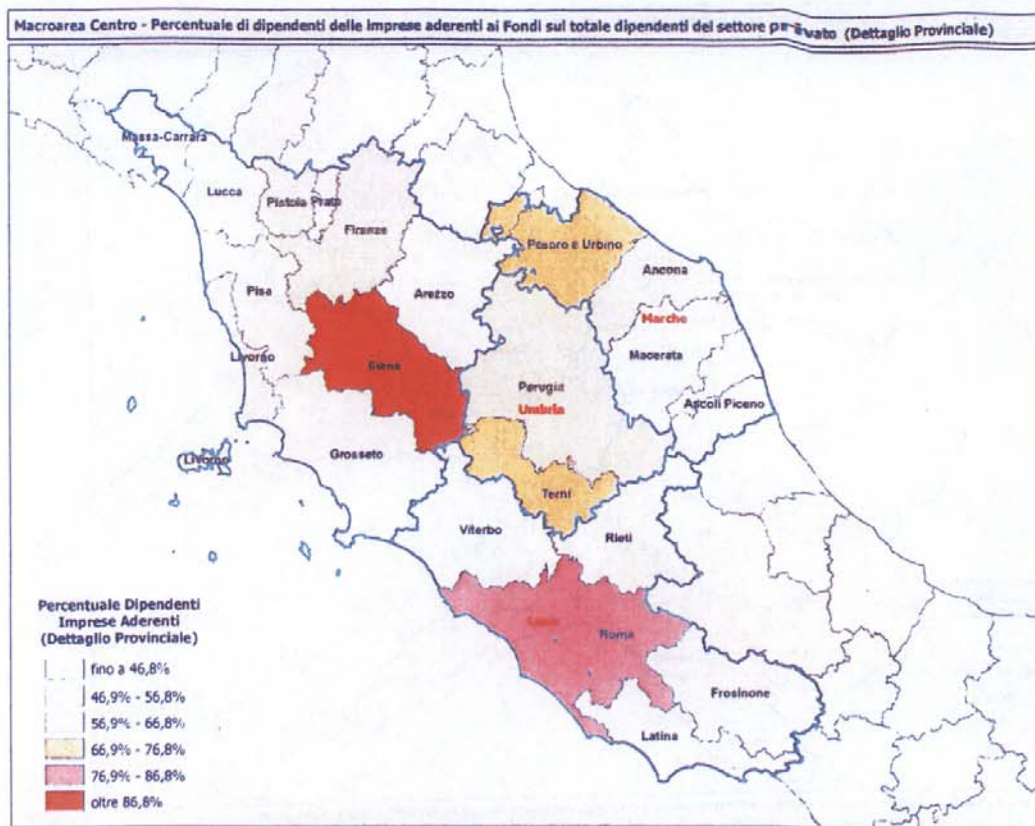 Macroarea Centro - Percentuale di dipendenti delle imprese aderenti ai Fondi sul totale dipendenti del settore privato (Dettaglio Provinciale)
Massa-Carrara
Lucca
Pistoia
Prato
Firenze
Pesaro e Urbino
Ancona
Pisa
Arezzo
Marche
Macerata
Livorno
Siena
Perugia
Umbria
Ascoli Piceno
Grosseto
Livorno
Terni
Viterbo
Rieti
Lazio
Roma
Frosinone
Latina
Percentuale Dipendenti
Imprese Aderenti
(Dettaglio Provinciale)
fino a 46,8%
46,9% - 56,8%
56,9% - 66,8%
66,9% - 76,8%
76,9% - 86,8%
oltre 86,8%